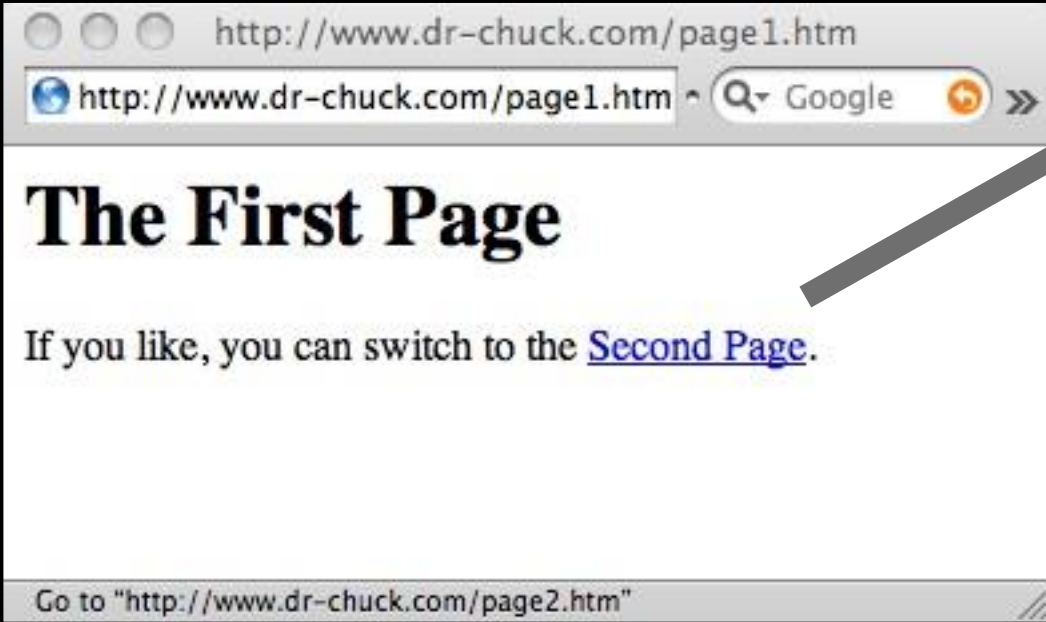 http://www.dr-chuck.com/page1.htm
http://www.dr-chuck.com/page1.htm Google
The First Page
If you like, you can switch to the Second Page.
Go to "http://www.dr-chuck.com/page2.htm"